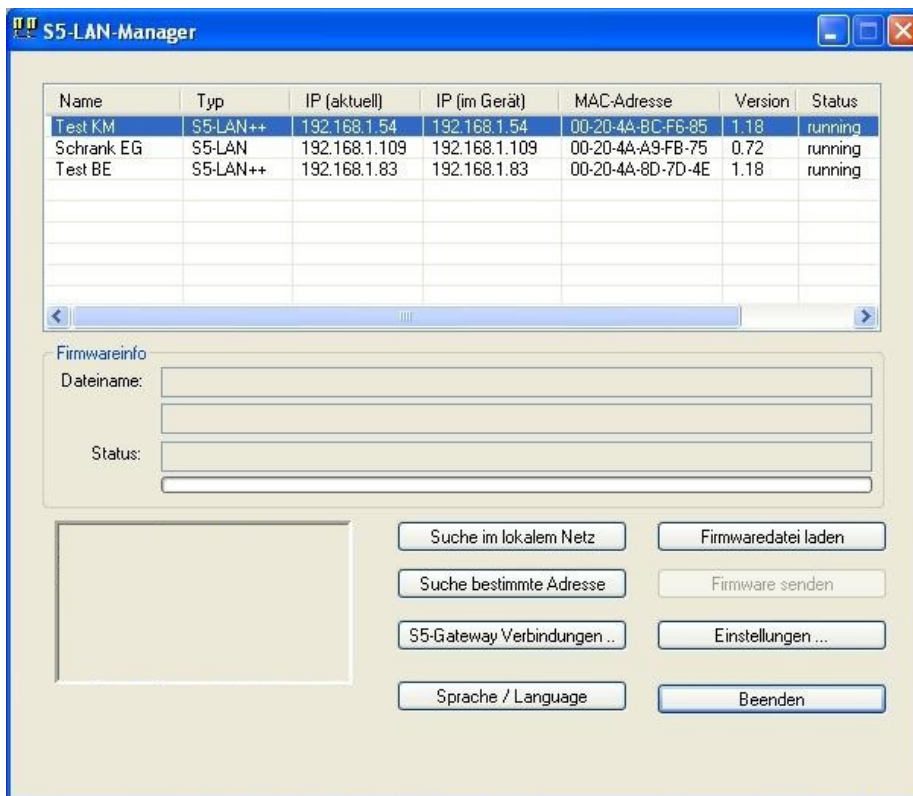 S5-LAN-Manager
Name Typ IP (aktuell) IP (im Gerät) MAC-Adresse Version Status
Test KM S5-LAN++ 192.168.1.54 192.168.1.54 00-20-4A-BC-F6-85 1.18 running
Schrank EG S5-LAN 192.168.1.109 192.168.1.109 00-20-4A-A9-FB-75 0.72 running
Test BE S5-LAN++ 192.168.1.83 192.168.1.83 00-20-4A-8D-7D-4E 1.18 running
Firmwareinfo
Dateiname:
Status:
Suche im lokalem Netz Firmwaredatei laden
Suche bestimmte Adresse Firmware senden
S5-Gateway Verbindungen .. Einstellungen ...
Sprache / Language Beenden